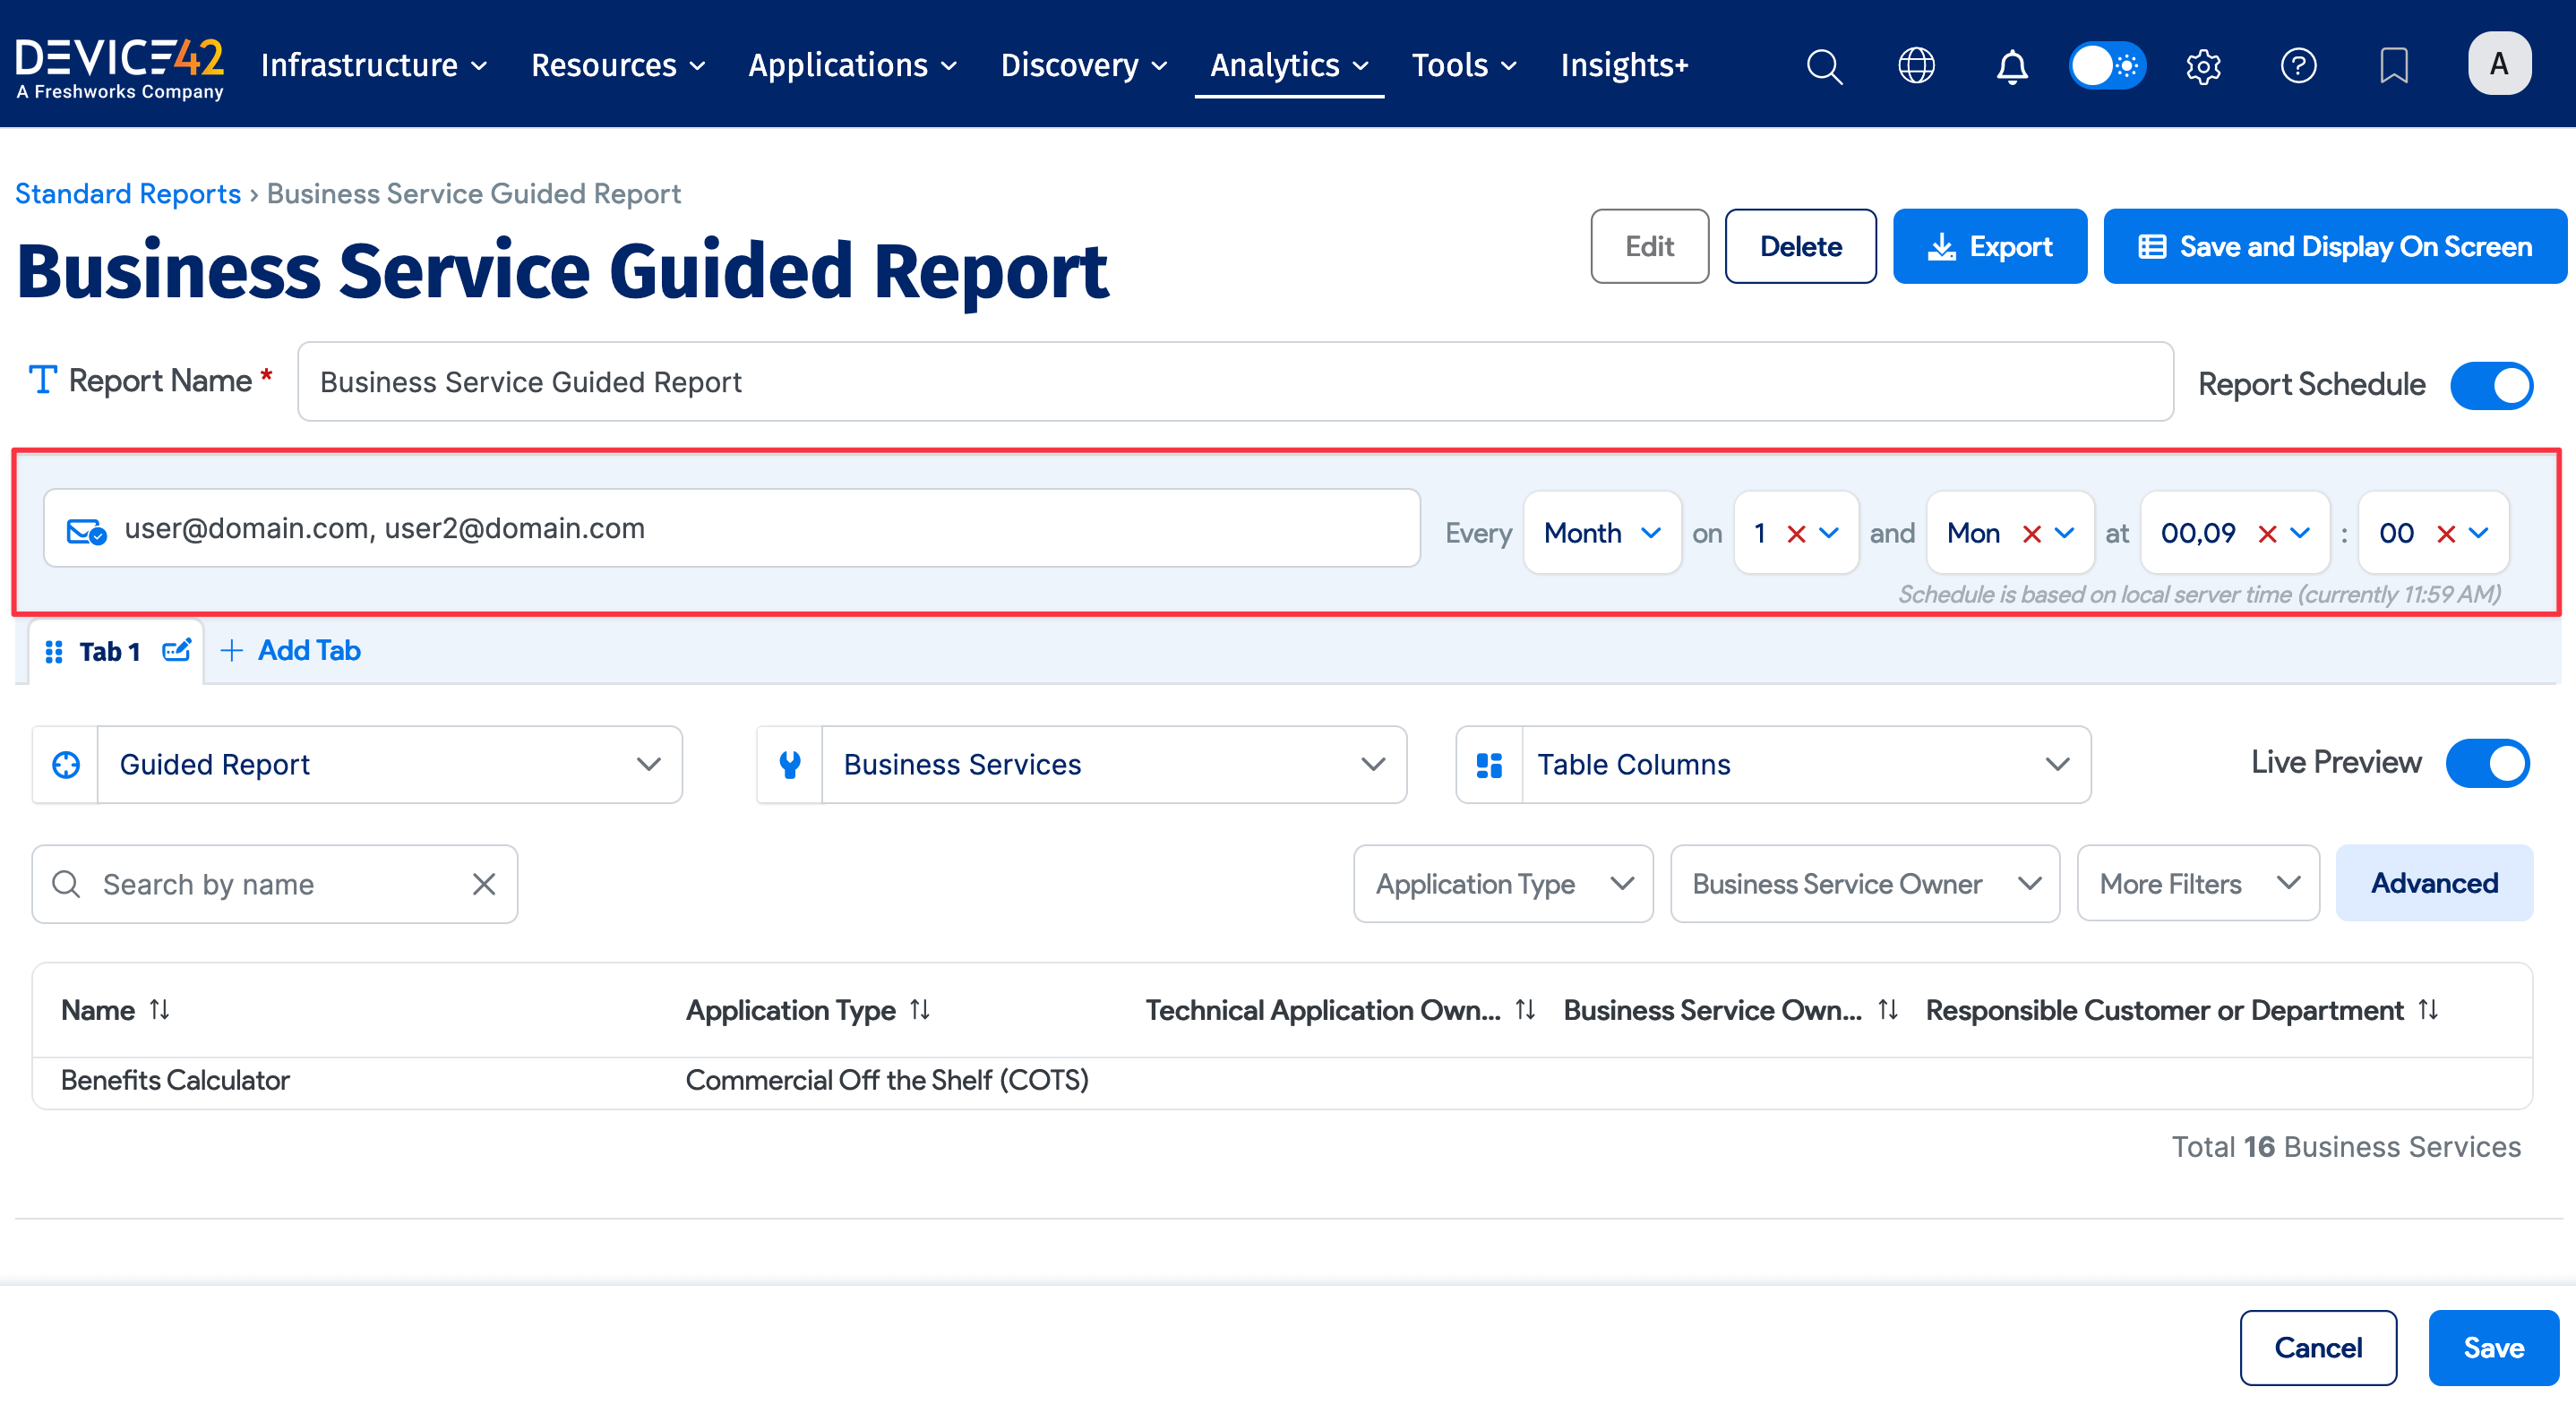 DEVICE42
A Freshworks Company
Infrastructure Resources Applications Discovery Analytics Tools Insights+
A
Standard Reports › Business Service Guided Report
Business Service Guided Report
Edit Delete Export Save and Display On Screen
Report Name * Business Service Guided Report Report Schedule
user@domain.com, user2@domain.com Every Month on 1 and Mon at 00,09 : 00
Schedule is based on local server time (currently 11:59 AM)
Tab 1 + Add Tab
Guided Report Business Services Table Columns Live Preview
Search by name Application Type Business Service Owner More Filters Advanced
Name Application Type Technical Application Own... Business Service Own... Responsible Customer or Department
Benefits Calculator Commercial Off the Shelf (COTS)
Total 16 Business Services
Cancel Save